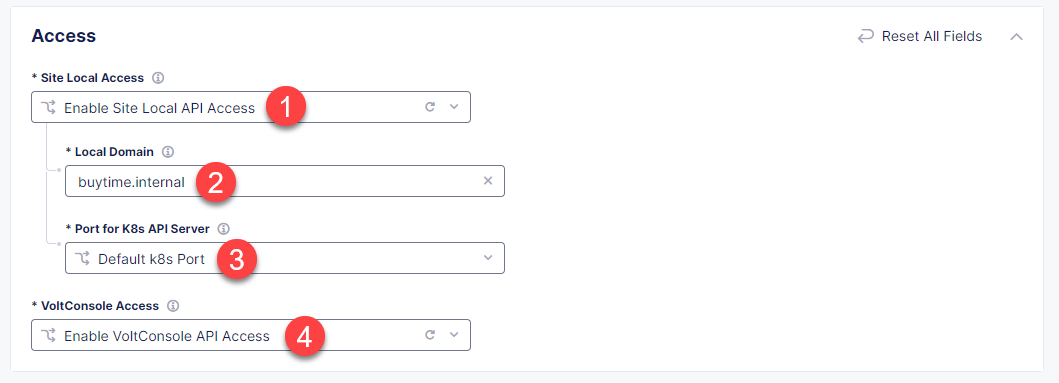 Access
Reset All Fields
* Site Local Access
Enable Site Local API Access
1
* Local Domain
buytime.internal
2
* Port for K8s API Server
Default k8s Port
3
* VoltConsole Access
Enable VoltConsole API Access
4